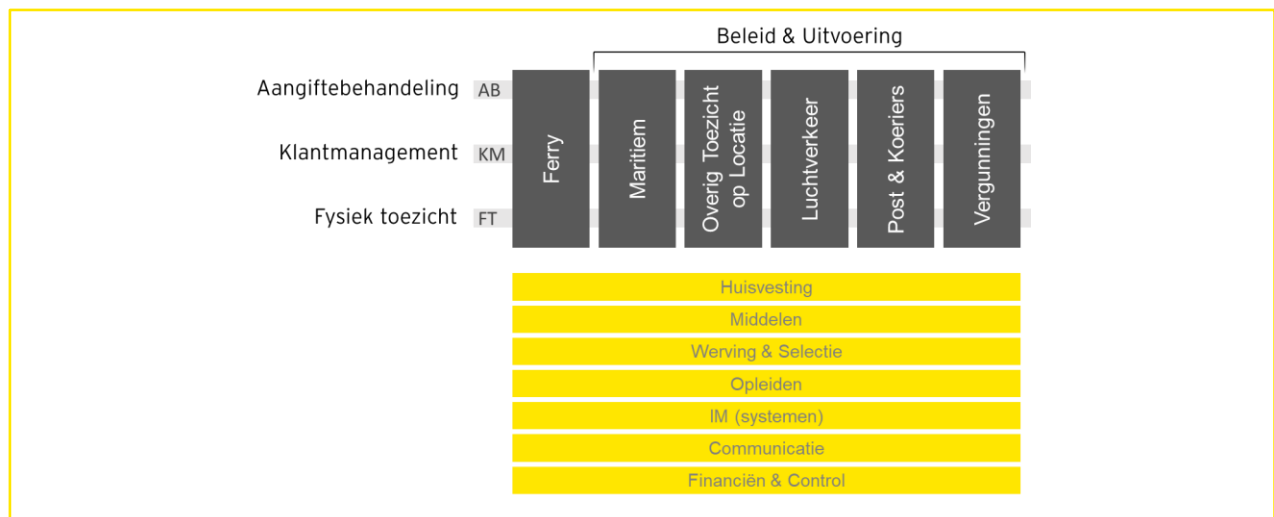 Beleid & Uitvoering
Aangiftebehandeling AB
Klantmanagement KM
Fysiek toezicht FT
Ferry
Maritiem
Overig Toezicht
op Locatie
Luchtverkeer
Post & Koeriers
Vergunningen
Huisvesting
Middelen
Werving & Selectie
Opleiden
IM (systemen)
Communicatie
Financiën & Control